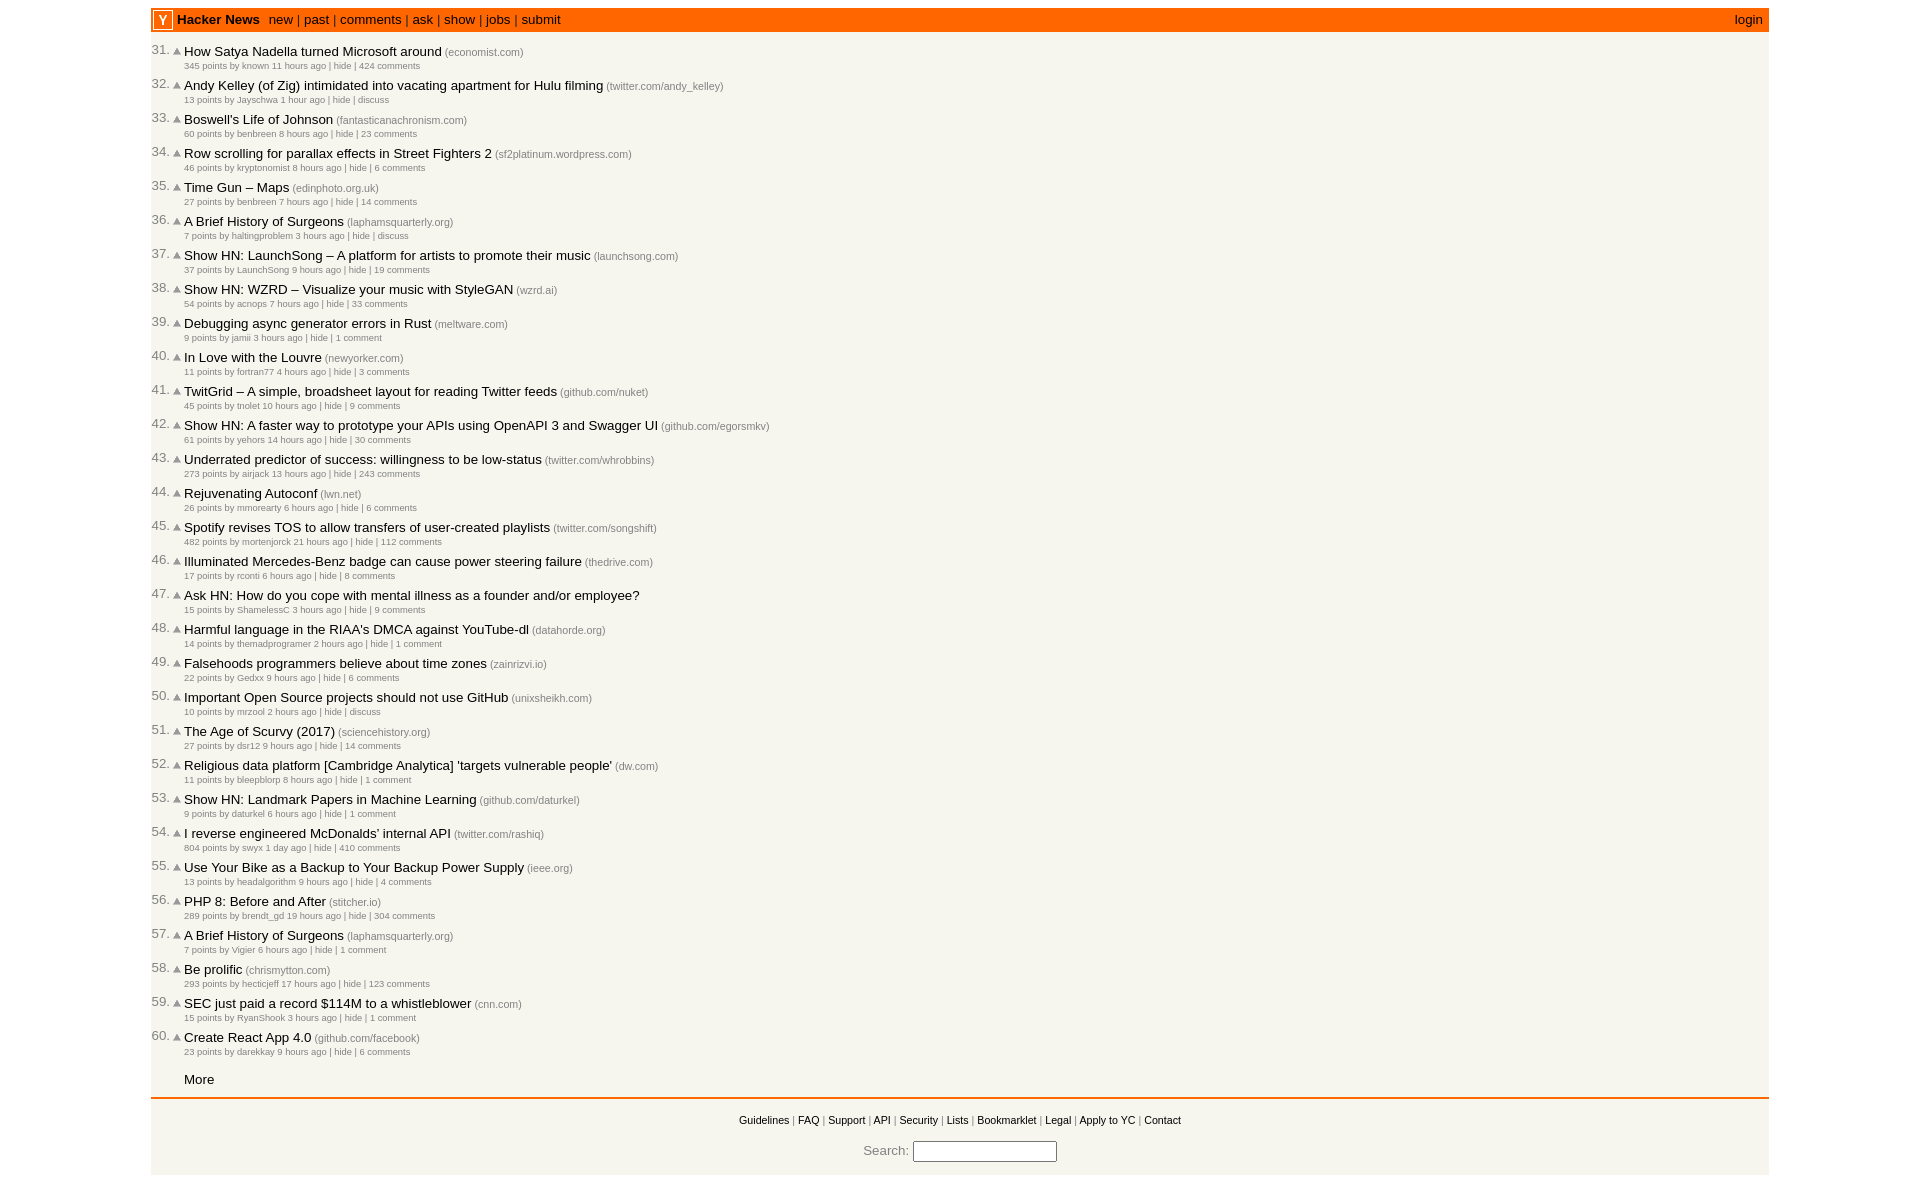 Y Hacker News new | past | comments | ask | show | jobs | submit login
31. How Satya Nadella turned Microsoft around (economist.com)
345 points by known 11 hours ago | hide | 424 comments
32. Andy Kelley (of Zig) intimidated into vacating apartment for Hulu filming (twitter.com/andy_kelley)
13 points by Jayschwa 1 hour ago | hide | discuss
33. Boswell's Life of Johnson (fantasticanachronism.com)
60 points by benbreen 8 hours ago | hide | 23 comments
34. Row scrolling for parallax effects in Street Fighters 2 (sf2platinum.wordpress.com)
46 points by kryptonomist 8 hours ago | hide | 6 comments
35. Time Gun – Maps (edinphoto.org.uk)
27 points by benbreen 7 hours ago | hide | 14 comments
36. A Brief History of Surgeons (laphamsquarterly.org)
7 points by haltingproblem 3 hours ago | hide | discuss
37. Show HN: LaunchSong – A platform for artists to promote their music (launchsong.com)
37 points by LaunchSong 9 hours ago | hide | 19 comments
38. Show HN: WZRD – Visualize your music with StyleGAN (wzrd.ai)
54 points by acnops 7 hours ago | hide | 33 comments
39. Debugging async generator errors in Rust (meltware.com)
9 points by jamii 3 hours ago | hide | 1 comment
40. In Love with the Louvre (newyorker.com)
11 points by fortran77 4 hours ago | hide | 3 comments
41. TwitGrid – A simple, broadsheet layout for reading Twitter feeds (github.com/nuket)
45 points by tnolet 10 hours ago | hide | 9 comments
42. Show HN: A faster way to prototype your APIs using OpenAPI 3 and Swagger UI (github.com/egorsmkv)
61 points by yehors 14 hours ago | hide | 30 comments
43. Underrated predictor of success: willingness to be low-status (twitter.com/whrobbins)
273 points by airjack 13 hours ago | hide | 243 comments
44. Rejuvenating Autoconf (lwn.net)
26 points by mmorearty 6 hours ago | hide | 6 comments
45. Spotify revises TOS to allow transfers of user-created playlists (twitter.com/songshift)
482 points by mortenjorck 21 hours ago | hide | 112 comments
46. Illuminated Mercedes-Benz badge can cause power steering failure (thedrive.com)
17 points by rconti 6 hours ago | hide | 8 comments
47. Ask HN: How do you cope with mental illness as a founder and/or employee?
15 points by ShamelessC 3 hours ago | hide | 9 comments
48. Harmful language in the RIAA's DMCA against YouTube-dl (datahorde.org)
14 points by themadprogramer 2 hours ago | hide | 1 comment
49. Falsehoods programmers believe about time zones (zainrizvi.io)
22 points by Gedxx 9 hours ago | hide | 6 comments
50. Important Open Source projects should not use GitHub (unixsheikh.com)
10 points by mrzool 2 hours ago | hide | discuss
51. The Age of Scurvy (2017) (sciencehistory.org)
27 points by dsr12 9 hours ago | hide | 14 comments
52. Religious data platform [Cambridge Analytica] 'targets vulnerable people' (dw.com)
11 points by bleepblorp 8 hours ago | hide | 1 comment
53. Show HN: Landmark Papers in Machine Learning (github.com/daturkel)
9 points by daturkel 6 hours ago | hide | 1 comment
54. I reverse engineered McDonalds' internal API (twitter.com/rashiq)
804 points by swyx 1 day ago | hide | 410 comments
55. Use Your Bike as a Backup to Your Backup Power Supply (ieee.org)
13 points by headalgorithm 9 hours ago | hide | 4 comments
56. PHP 8: Before and After (stitcher.io)
289 points by brendt_gd 19 hours ago | hide | 304 comments
57. A Brief History of Surgeons (laphamsquarterly.org)
7 points by Vigier 6 hours ago | hide | 1 comment
58. Be prolific (chrismytton.com)
293 points by hecticjeff 17 hours ago | hide | 123 comments
59. SEC just paid a record $114M to a whistleblower (cnn.com)
15 points by RyanShook 3 hours ago | hide | 1 comment
60. Create React App 4.0 (github.com/facebook)
23 points by darekkay 9 hours ago | hide | 6 comments
More
Guidelines | FAQ | Support | API | Security | Lists | Bookmarklet | Legal | Apply to YC | Contact
Search: